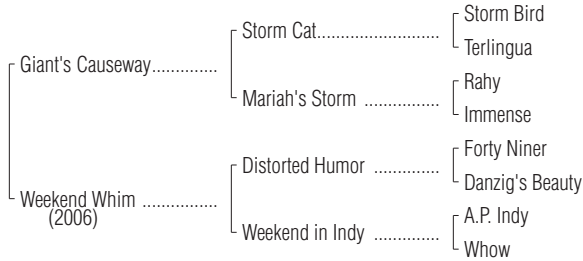 Storm Bird
Storm Cat.............................
Terlingua
Giant's Causeway..............
Rahy
Mariah's Storm ................
Immense
Forty Niner
Distorted Humor ...............
Danzig's Beauty
Weekend Whim ................
(2006)
A.P. Indy
Weekend in Indy ..............
Whow